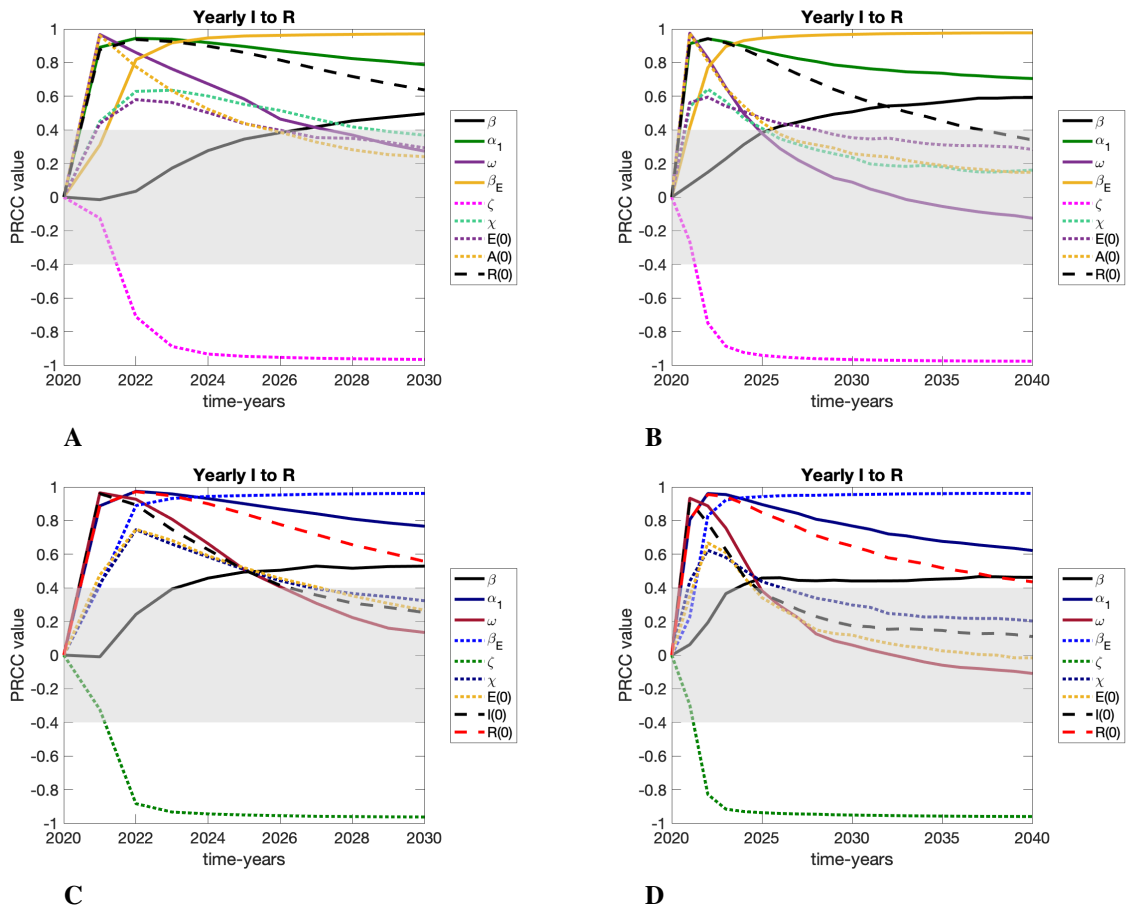 Yearly I to R
PRCC value
1
0.8
0.6
0.4
0.2
0
-0.2
-0.4
-0.6
-0.8
-1
2020
2022
2024
2026
2028
2030
time-years
β
α1
ω
βE
ζ
χ
E(0)
A(0)
R(0)
A
Yearly I to R
PRCC value
1
0.8
0.6
0.4
0.2
0
-0.2
-0.4
-0.6
-0.8
-1
2020
2025
2030
2035
2040
time-years
β
α1
ω
βE
ζ
χ
E(0)
A(0)
R(0)
B
Yearly I to R
PRCC value
1
0.8
0.6
0.4
0.2
0
-0.2
-0.4
-0.6
-0.8
-1
2020
2022
2024
2026
2028
2030
time-years
β
α1
ω
βE
ζ
χ
E(0)
I(0)
R(0)
C
Yearly I to R
PRCC value
1
0.8
0.6
0.4
0.2
0
-0.2
-0.4
-0.6
-0.8
-1
2020
2025
2030
2035
2040
time-years
β
α1
ω
βE
ζ
χ
E(0)
I(0)
R(0)
D